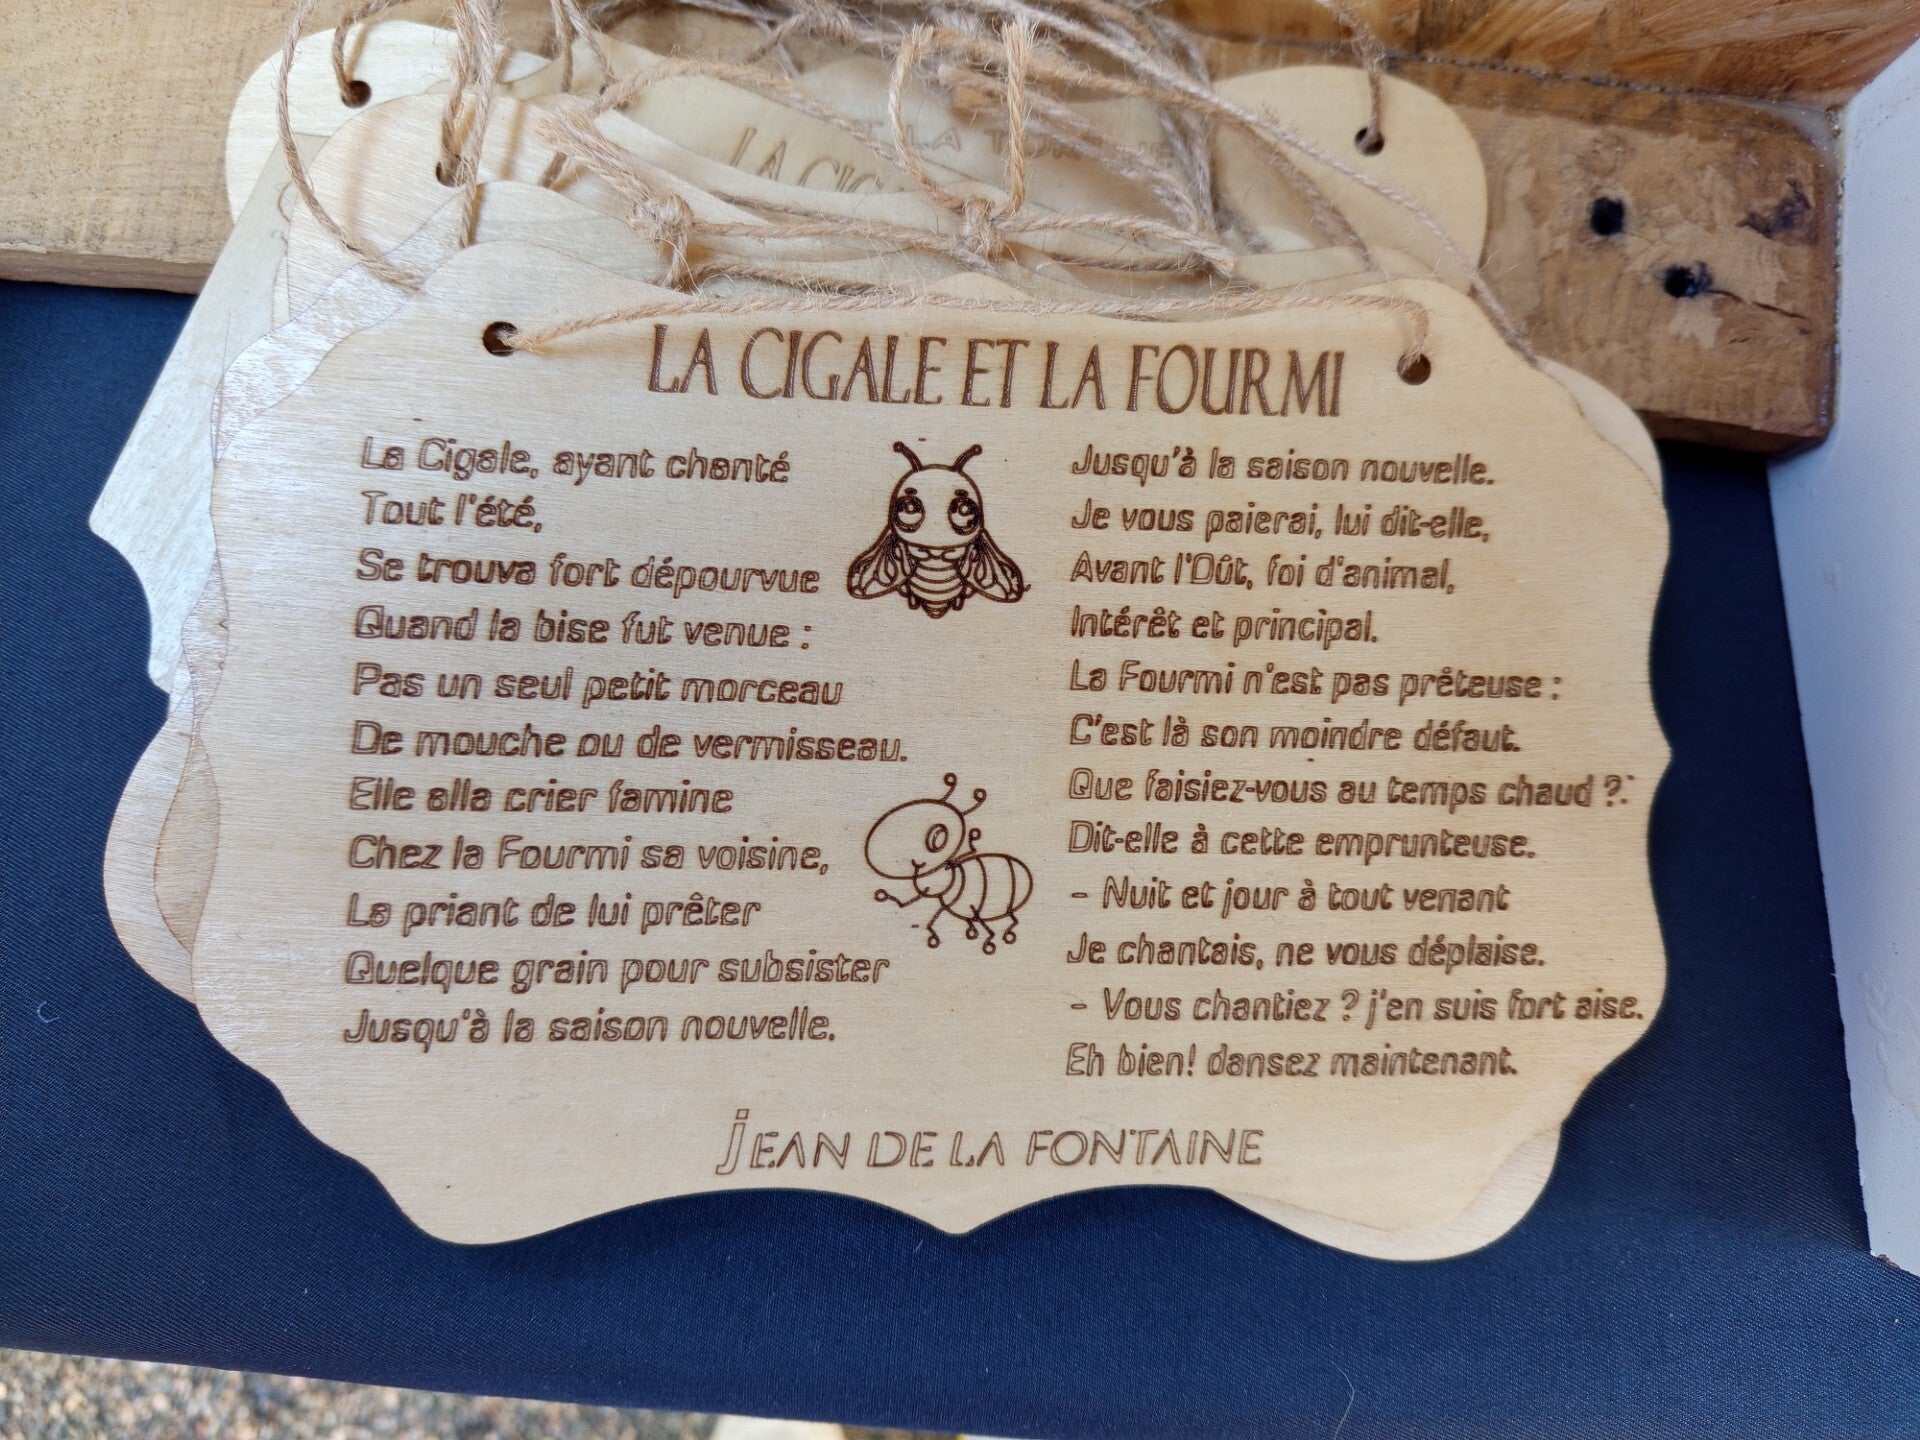 LA CIGALE ET LA FOURMI
La Cigale, ayant chanté
Tout l'été,
Se trouva fort dépourvue
Quand la bise fut venue :
Pas un seul petit morceau
De mouche ou de vermisseau.
Elle alla crier famine
Chez la Fourmi sa voisine,
La priant de lui prêter
Quelque grain pour subsister
Jusqu'à la saison nouvelle.
Jusqu'à la saison nouvelle.
Je vous paierai, lui dit-elle,
Avant l'Oût, foi d'animal,
Intérêt et principal.
La Fourmi n'est pas prêteuse :
C'est là son moindre défaut.
Que faisiez-vous au temps chaud ?
Dit-elle à cette emprunteuse.
- Nuit et jour à tout venant
Je chantais, ne vous déplaise.
- Vous chantiez ? j'en suis fort aise.
Eh bien! dansez maintenant.
JEAN DE LA FONTAINE
LA